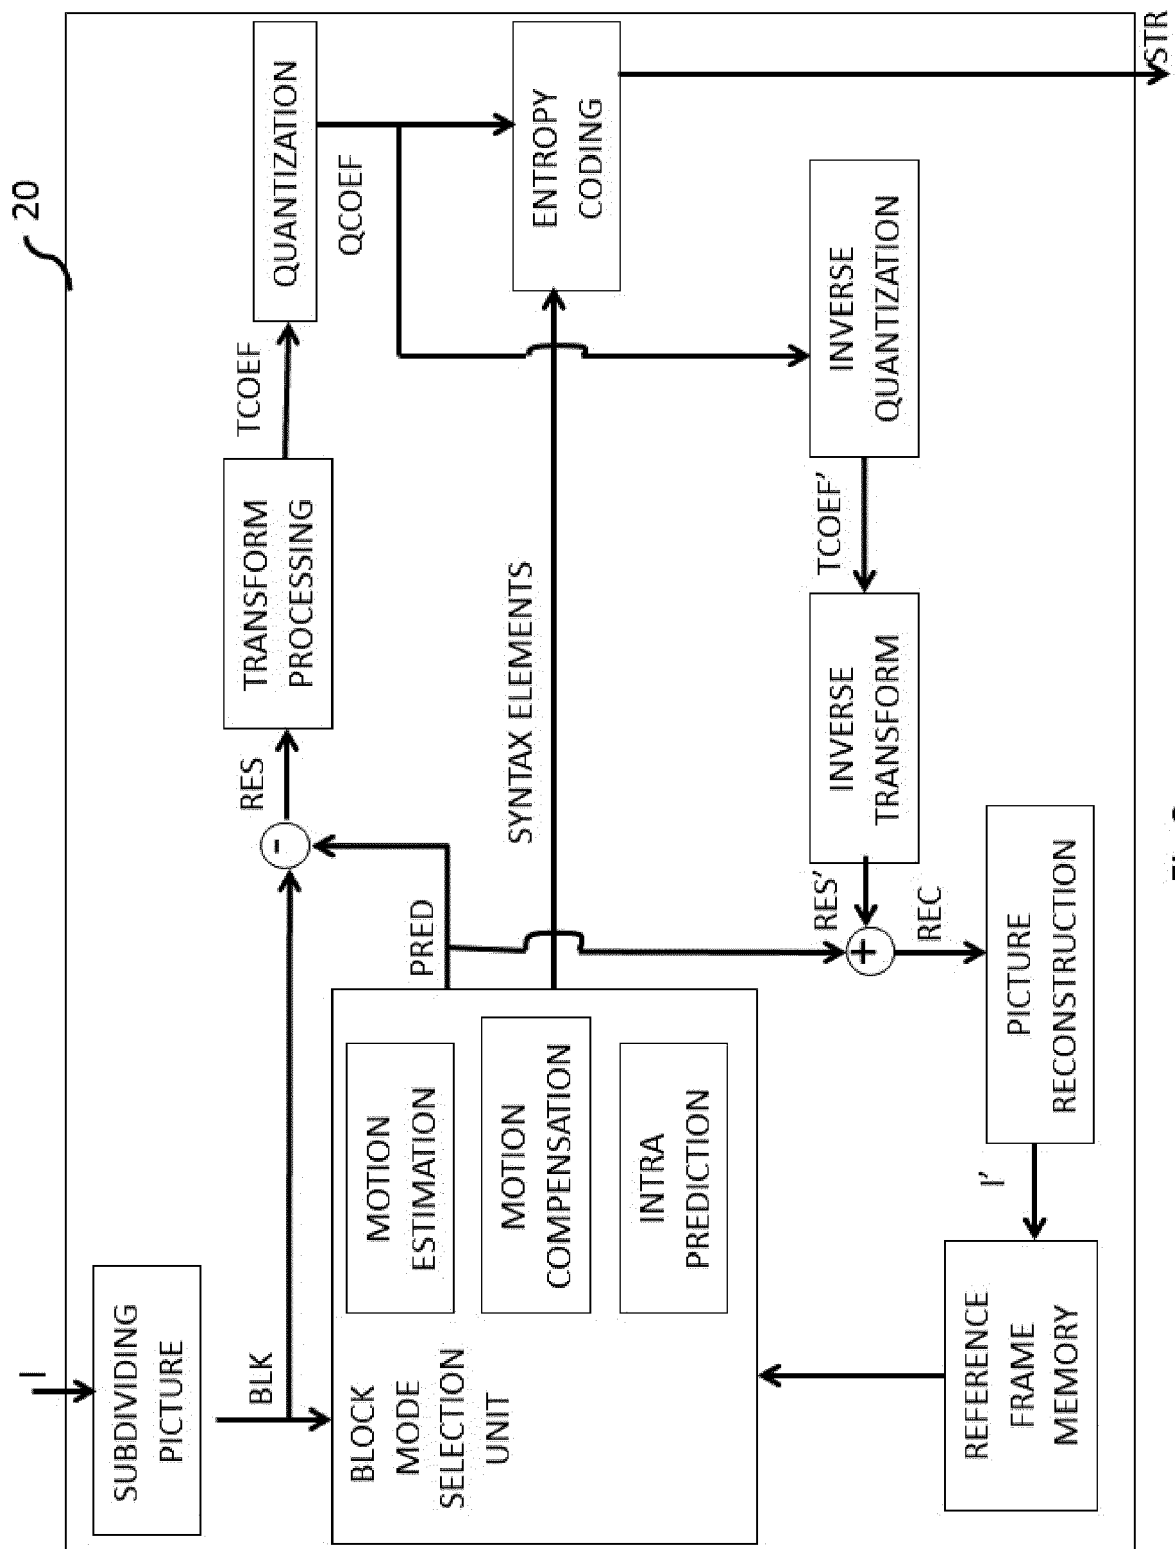 20
I
SUBDIVIDING
PICTURE
BLK
BLOCK
MODE
SELECTION
UNIT
MOTION
ESTIMATION
MOTION
COMPENSATION
INTRA
PREDICTION
PRED
-
RES
TRANSFORM
PROCESSING
TCOEF
QUANTIZATION
QCOEF
SYNTAX ELEMENTS
ENTROPY
CODING
STR
INVERSE
QUANTIZATION
TCOEF'
INVERSE
TRANSFORM
RES'
+
REC
PICTURE
RECONSTRUCTION
I'
REFERENCE
FRAME
MEMORY